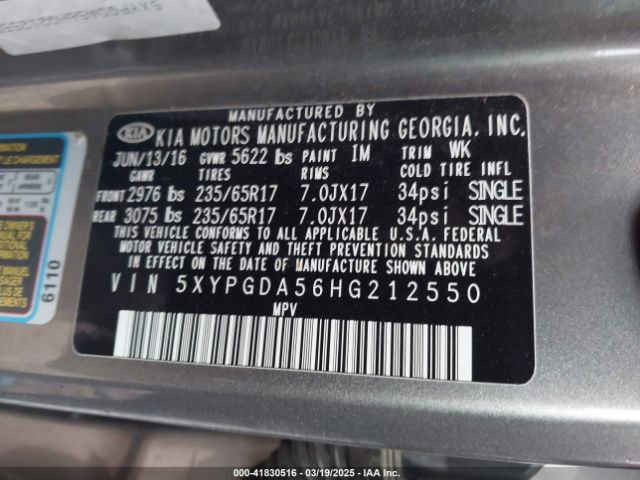 MANUFACTURED BY
KIA KIA MOTORS MANUFACTURING GEORGIA, INC.
JUN/13/16 GVWR 5622 lbs PAINT IM TRIM WK
GAWR TIRES RIMS COLD TIRE INFL
FRONT 2976 lbs 235/65R17 7.0JX17 34psi SINGLE
REAR 3075 lbs 235/65R17 7.0JX17 34psi SINGLE
THIS VEHICLE CONFORMS TO ALL APPLICABLE U.S.A. FEDERAL
MOTOR VEHICLE SAFETY AND THEFT PREVENTION STANDARDS
IN EFFECT ON THE DATE OF MANUFACTURE SHOWN ABOVE
VIN 5XYPGDA56HG212550
MPV
6110
000-41830516 — 03/19/2025 — IAA Inc.